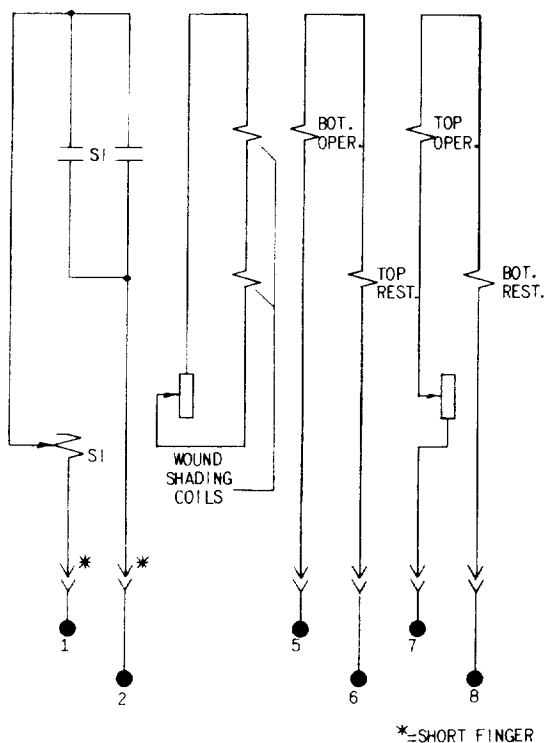 SI
BOT.
OPER.
TOP
OPER.
TOP
REST.
BOT.
REST.
SI
WOUND
SHADING
COILS
*
*
1
5
7
2
6
8
*=SHORT FINGER